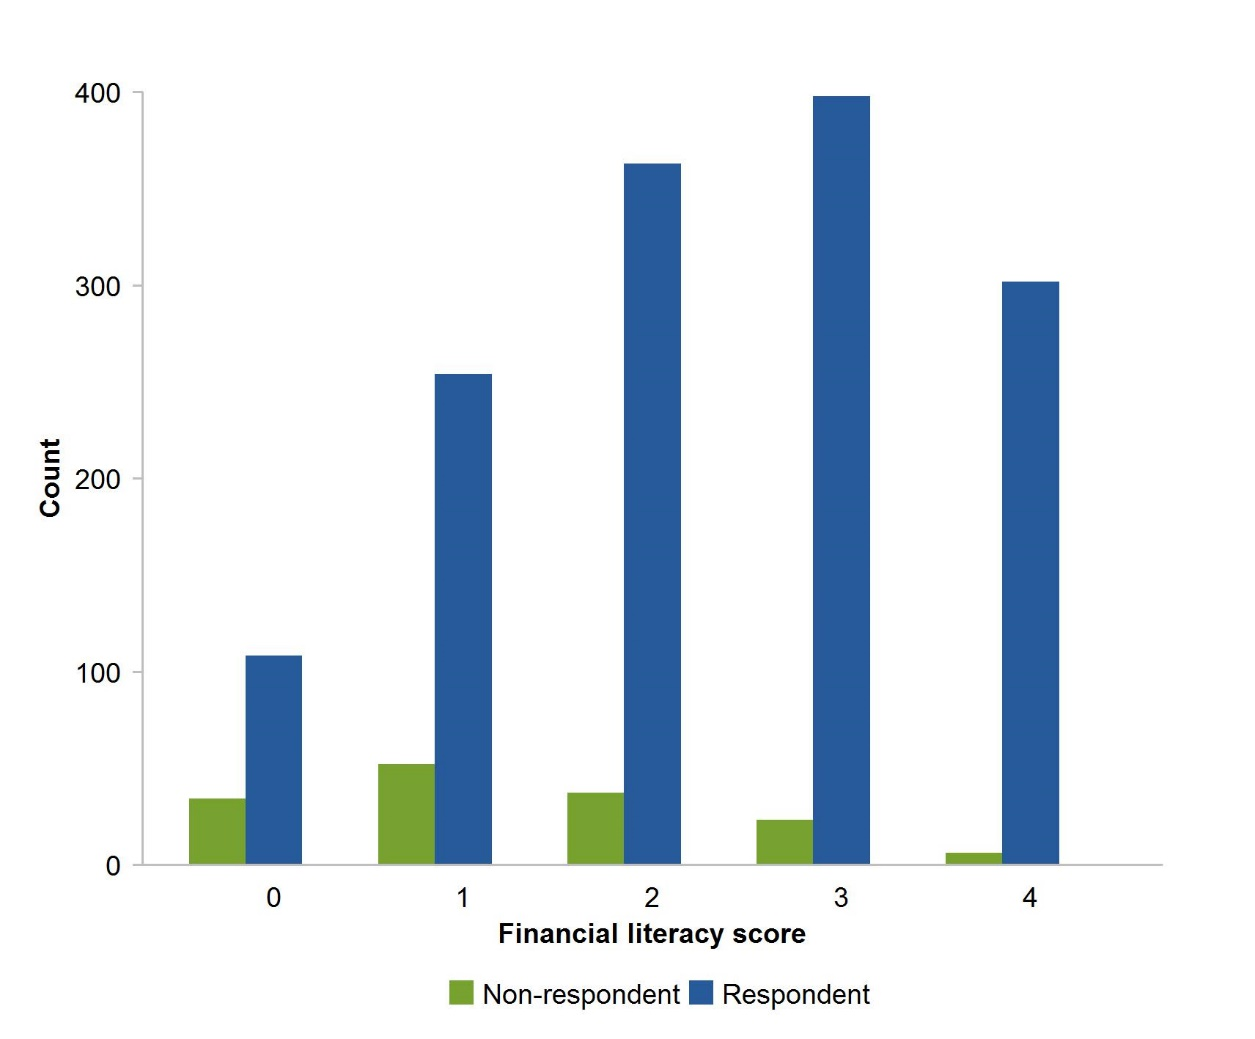 400
300
200
100
0
Count
0 1 2 3 4
Financial literacy score
Non-respondent Respondent